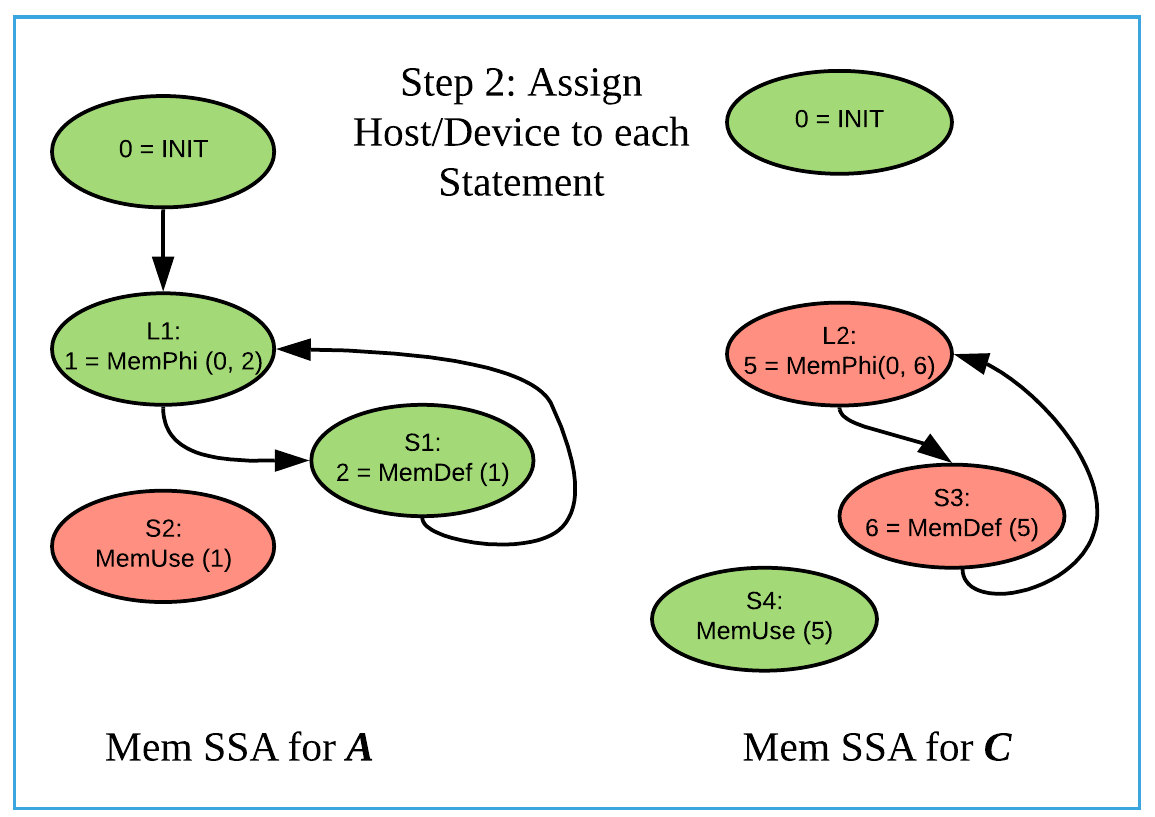 Step 2: Assign
Host/Device to each
Statement
0 = INIT
L1:
1 = MemPhi (0, 2)
S1:
2 = MemDef (1)
S2:
MemUse (1)
Mem SSA for A
0 = INIT
L2:
5 = MemPhi(0, 6)
S3:
6 = MemDef (5)
S4:
MemUse (5)
Mem SSA for C